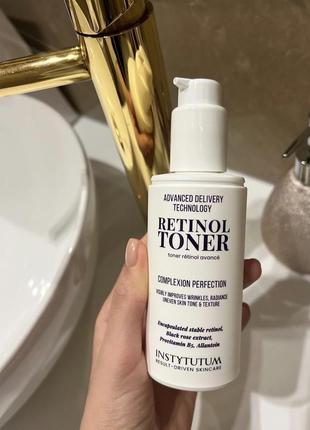 ADVANCED DELIVERY
TECHNOLOGY
RETINOL
TONER
toner rétinol avancé
COMPLEXION PERFECTION
VISIBLY IMPROVES WRINKLES, RADIANCE
UNEVEN SKIN TONE & TEXTURE
Encapsulated stable retinol,
Black rose extract,
Provitamin B5, Allantoin
INSTYTUTUM
RESULT-DRIVEN SKINCARE